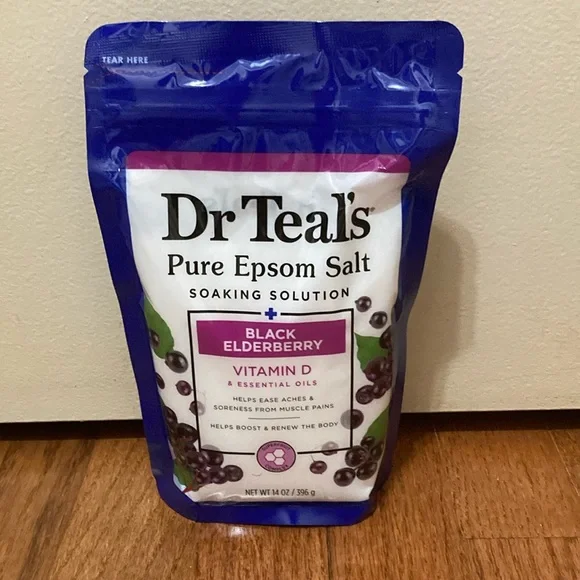 TEAR HERE
Dr Teal's
Pure Epsom Salt
SOAKING SOLUTION
BLACK
ELDERBERRY
VITAMIN D
& ESSENTIAL OILS
HELPS EASE ACHES &
SORENESS FROM MUSCLE PAINS
HELPS BOOST & RENEW THE BODY
NET WT 14 OZ / 396 g